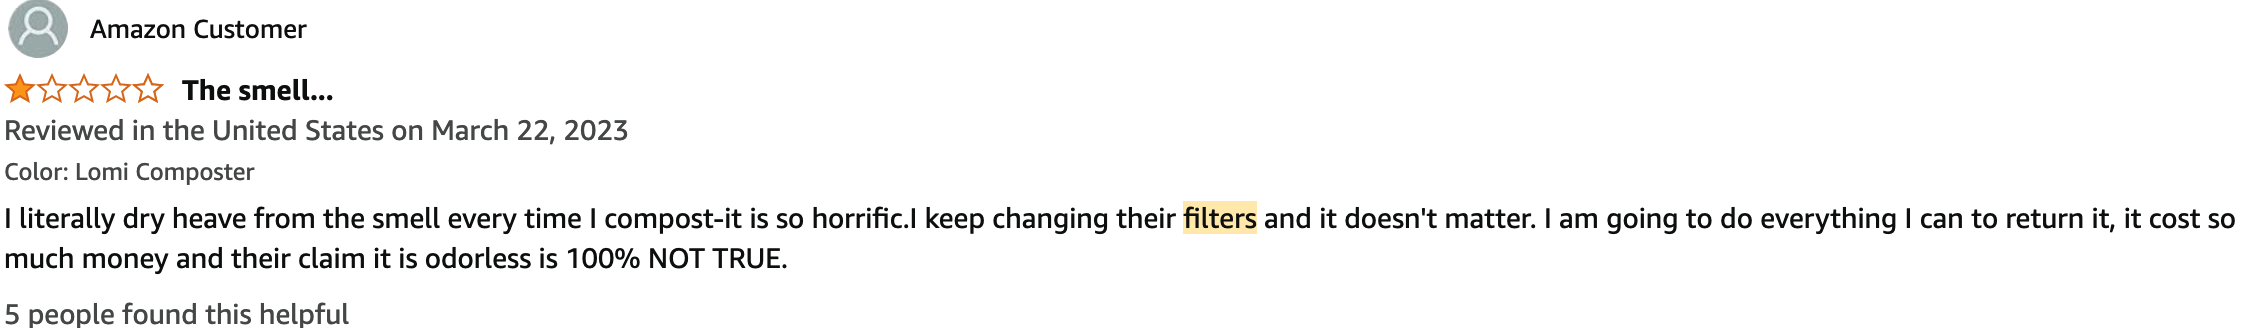 Amazon Customer
The smell...
Reviewed in the United States on March 22, 2023
Color: Lomi Composter
I literally dry heave from the smell every time I compost-it is so horrific.I keep changing their filters and it doesn't matter. I am going to do everything I can to return it, it cost so
much money and their claim it is odorless is 100% NOT TRUE.
5 people found this helpful